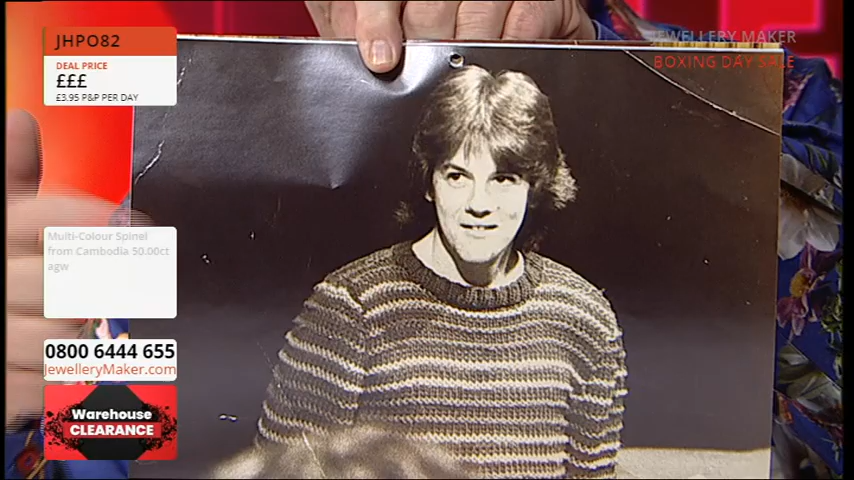 JHPO82
DEAL PRICE
£££
£3.95 P&P PER DAY
JEWELLERY MAKER
BOXING DAY SALE
Multi-Colour Spinel
from Cambodia 50.00ct
agw
0800 6444 655
JewelleryMaker.com
Warehouse
CLEARANCE